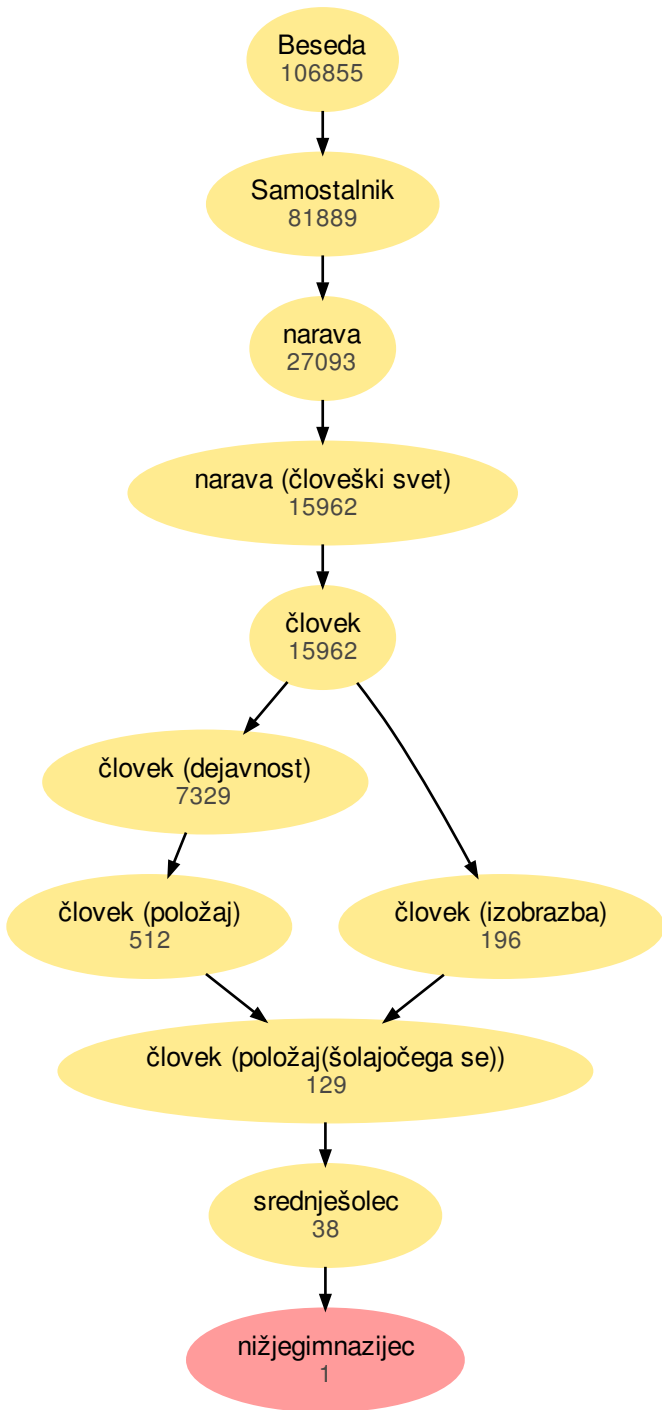 Beseda
106855
Samostalnik
81889
narava
27093
narava (človeški svet)
15962
človek
15962
človek (dejavnost)
7329
človek (položaj)
512
človek (izobrazba)
196
človek (položaj(šolajočega se))
129
srednješolec
38
nižjegimnazijec
1